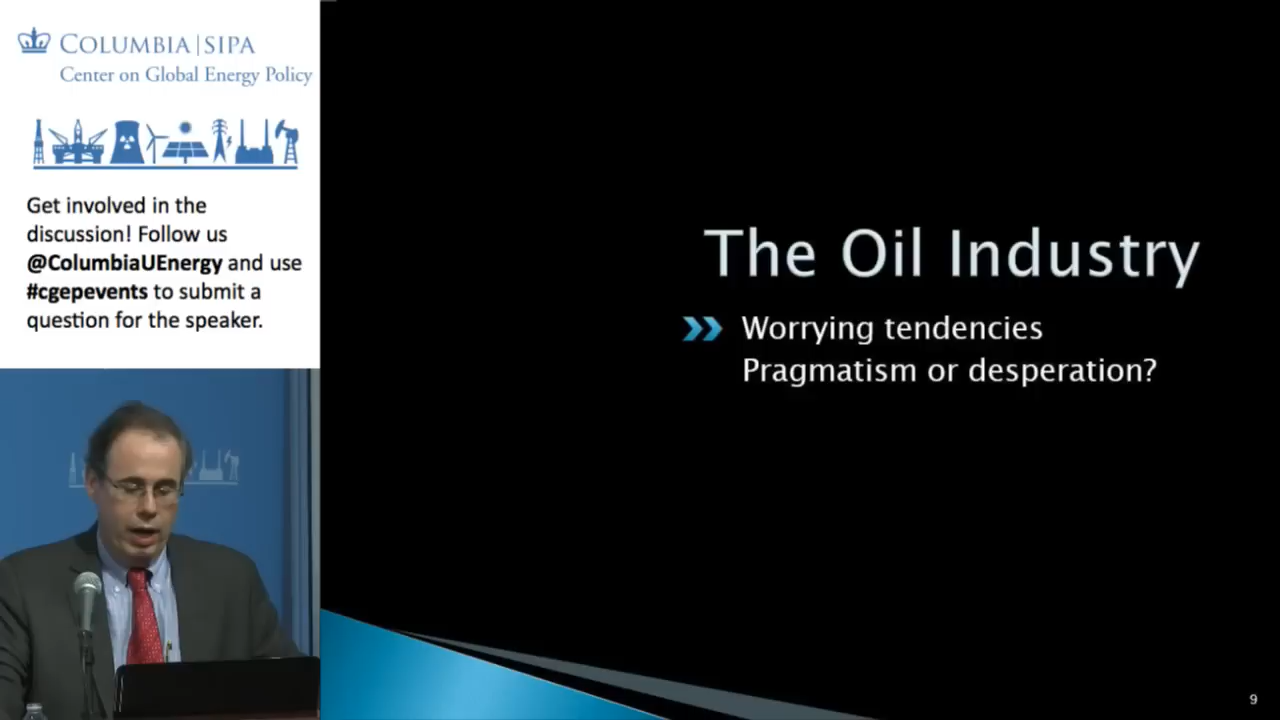 COLUMBIA | SIPA
Center on Global Energy Policy
Get involved in the
discussion! Follow us
@ColumbiaUEnergy and use
#cgepevents to submit a
question for the speaker.
The Oil Industry
Worrying tendencies
Pragmatism or desperation?
9